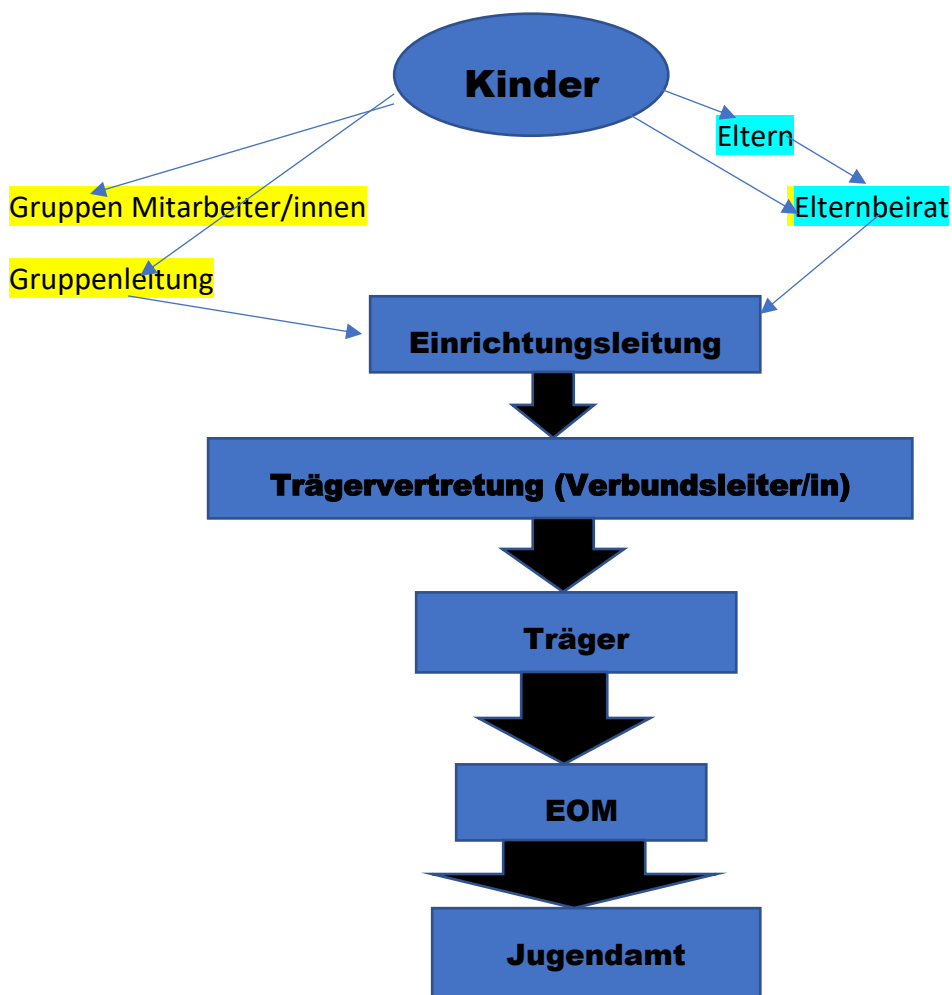 Kinder
Eltern
Gruppen Mitarbeiter/innen
Elternbeirat
Gruppenleitung
Einrichtungsleitung
Trägervertretung (Verbundsleiter/in)
Träger
EOM
Jugendamt